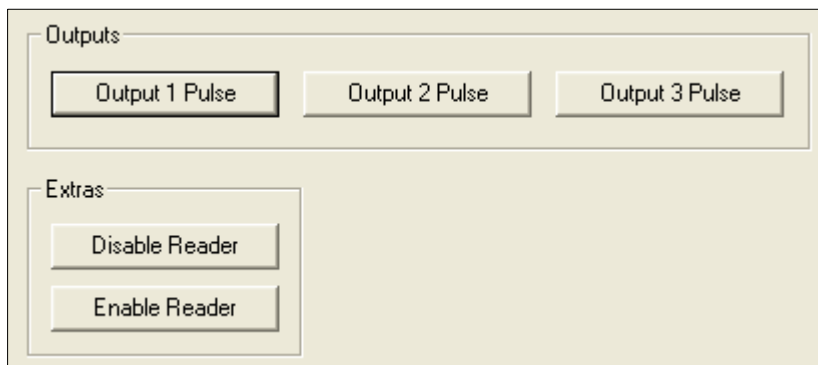 Outputs
Output 1 Pulse
Output 2 Pulse
Output 3 Pulse
Extras
Disable Reader
Enable Reader